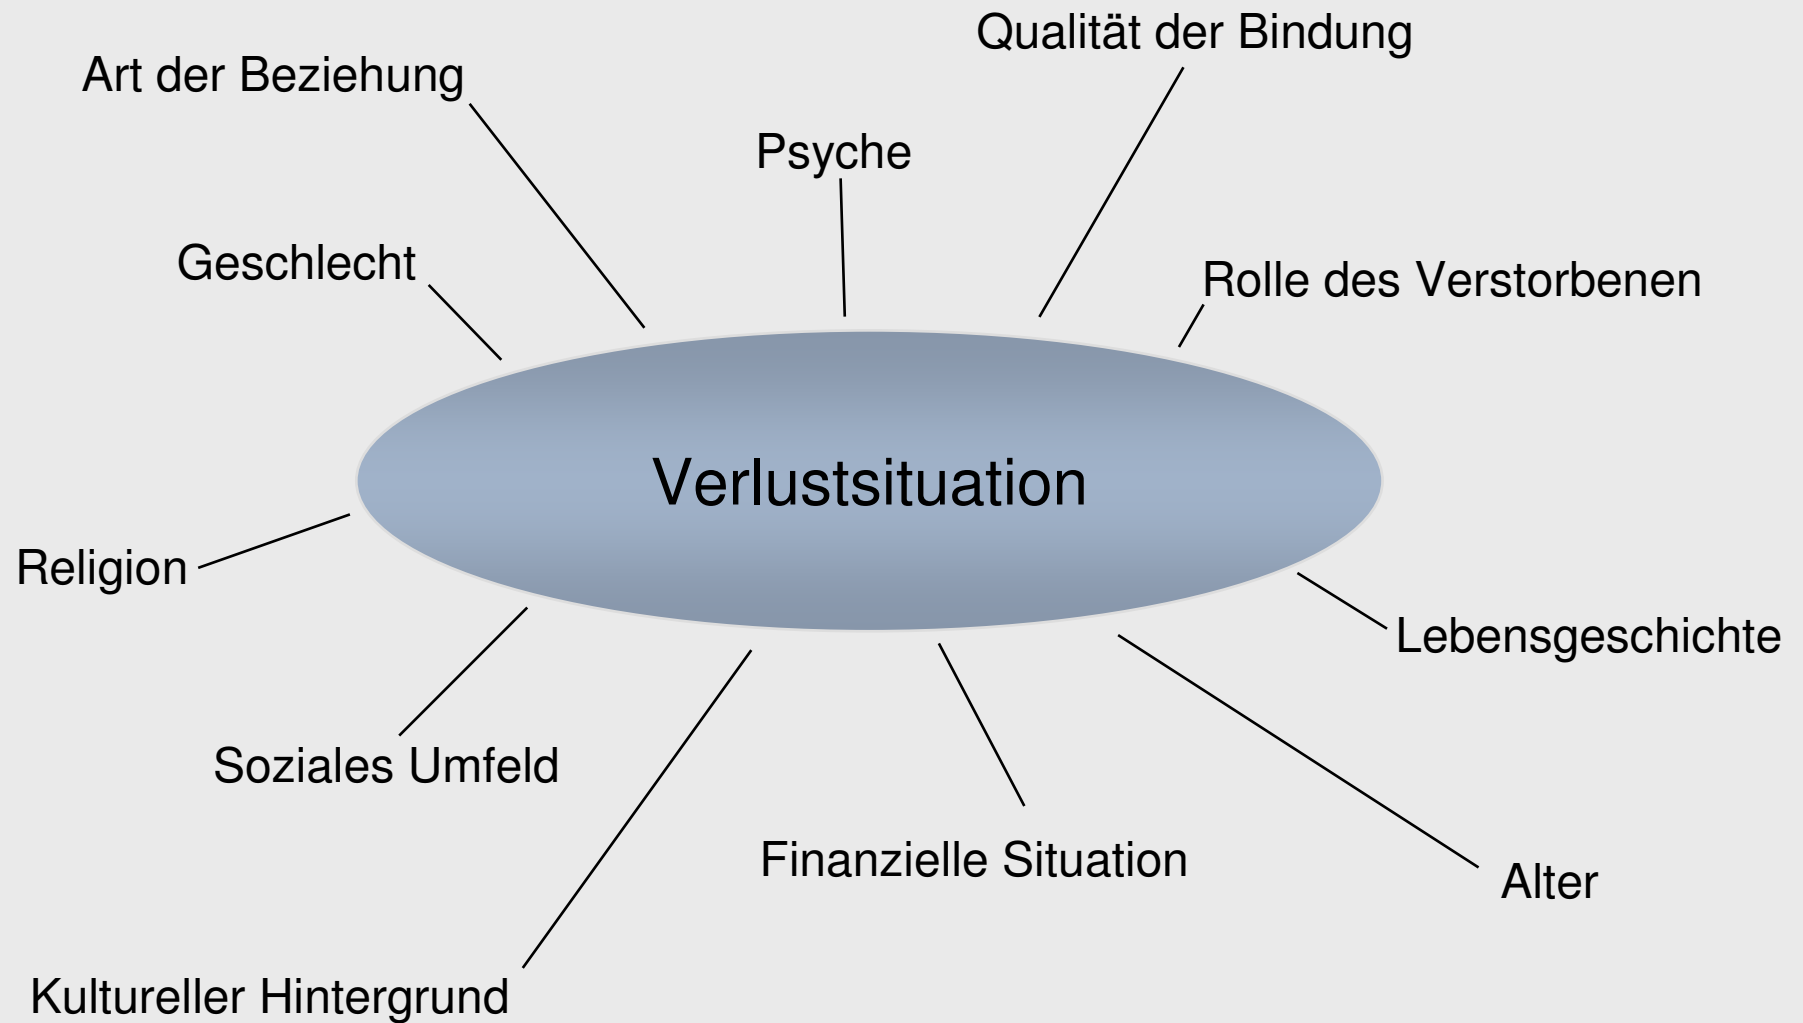 Qualität der Bindung
Art der Beziehung
Psyche
Geschlecht
Rolle des Verstorbenen
Verlustsituation
Religion
Lebensgeschichte
Soziales Umfeld
Finanzielle Situation
Alter
Kultureller Hintergrund